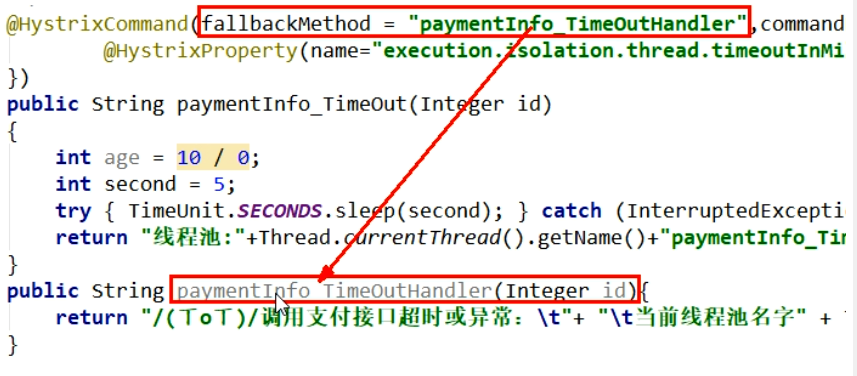 @HystrixCommand(fallbackMethod = "paymentInfo_TimeOutHandler",command
@HystrixProperty(name="execution.isolation.thread.timeoutInMi
})
public String paymentInfo_TimeOut(Integer id)
{
int age = 10 / 0;
int second = 5;
try { TimeUnit.SECONDS.sleep(second); } catch (InterruptedExcepti
return "线程池:"+Thread.currentThread().getName()+"paymentInfo_Tim
}
public String paymentInfo_TimeOutHandler(Integer id){
return "/(ㄒoㄒ)/调用支付接口超时或异常：\t"+ "\t当前线程池名字" +
}